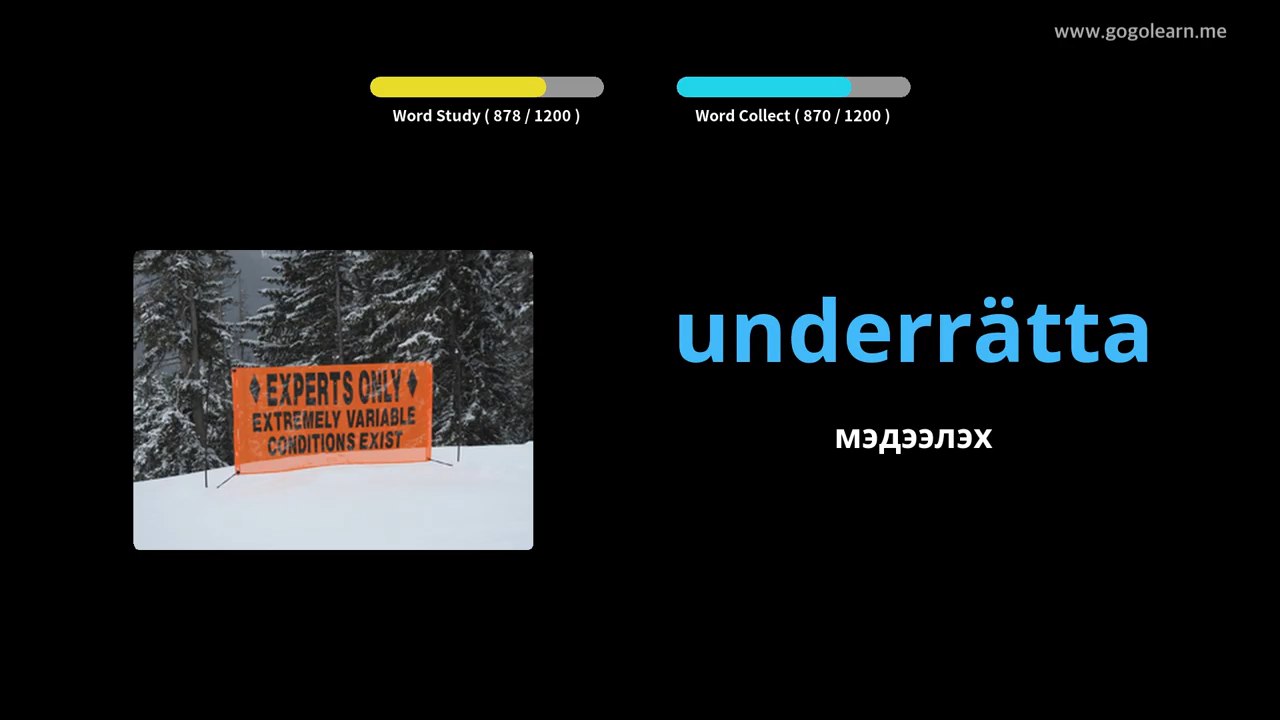 www.gogolearn.me
Word Study ( 878 / 1200 )
Word Collect ( 870 / 1200 )
EXPERTS ONLY
EXTREMELY VARIABLE
CONDITIONS EXIST
underrätta
мэдээлэх